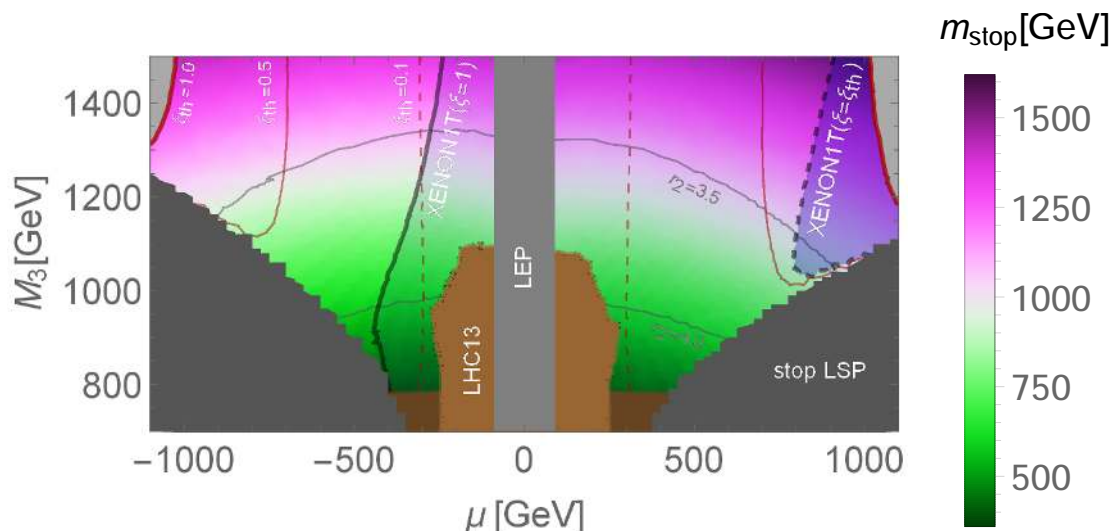 m_stop[GeV]
1500
1250
1000
750
500
M_3[GeV]
1400
1200
1000
800
ξ_th=1.0
ξ_th=0.5
ξ_th=0.1
XENON1T(ξ=1)
LEP
LHC13
r_2=3.5
XENON1T(ξ=ξ_th)
stop LSP
−1000
−500
0
500
1000
μ [GeV]